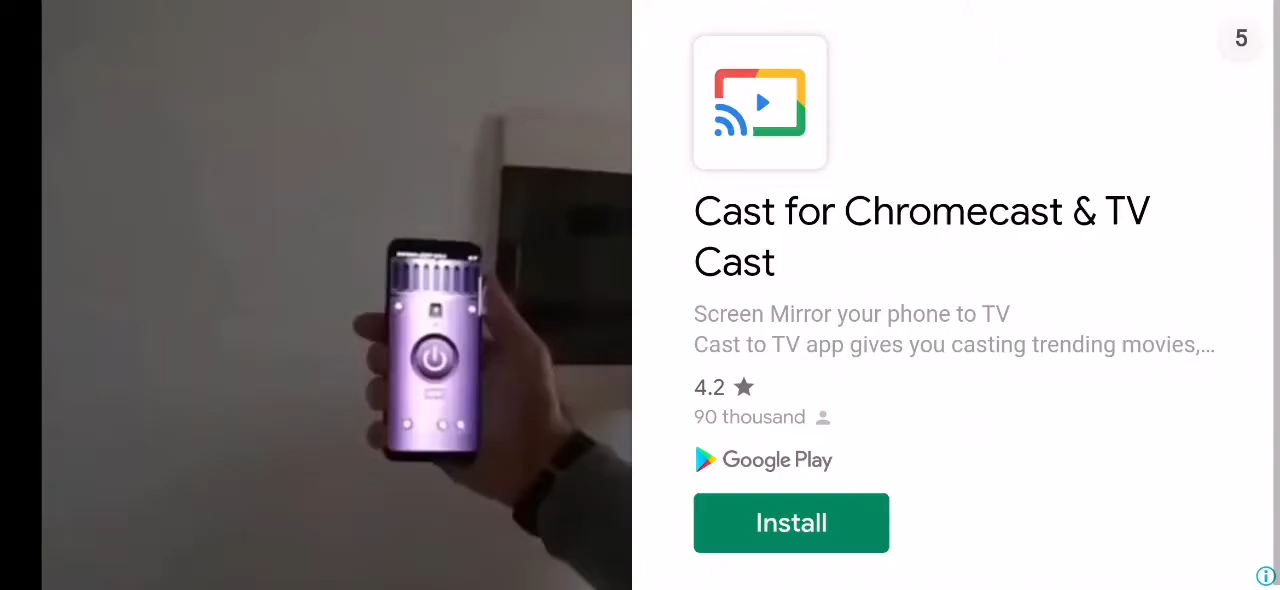 5
Cast for Chromecast & TV
Cast
Screen Mirror your phone to TV
Cast to TV app gives you casting trending movies,...
4.2
90 thousand
Google Play
Install